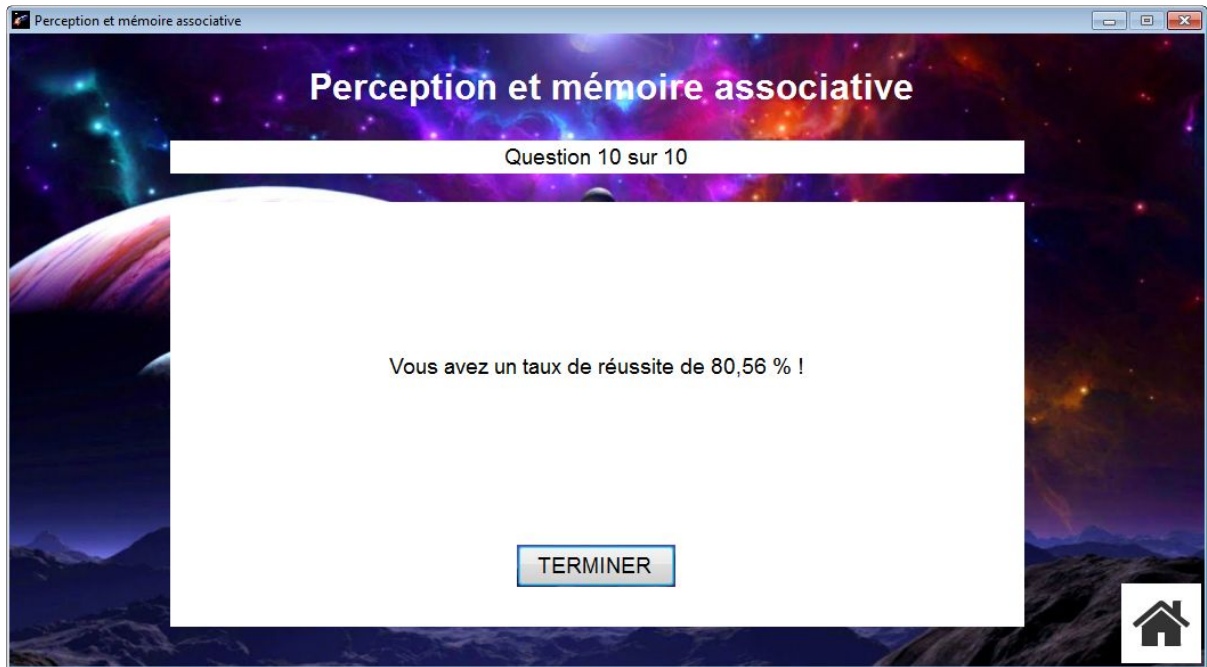 Perception et mémoire associative
Perception et mémoire associative
Question 10 sur 10
Vous avez un taux de réussite de 80,56 % !
TERMINER